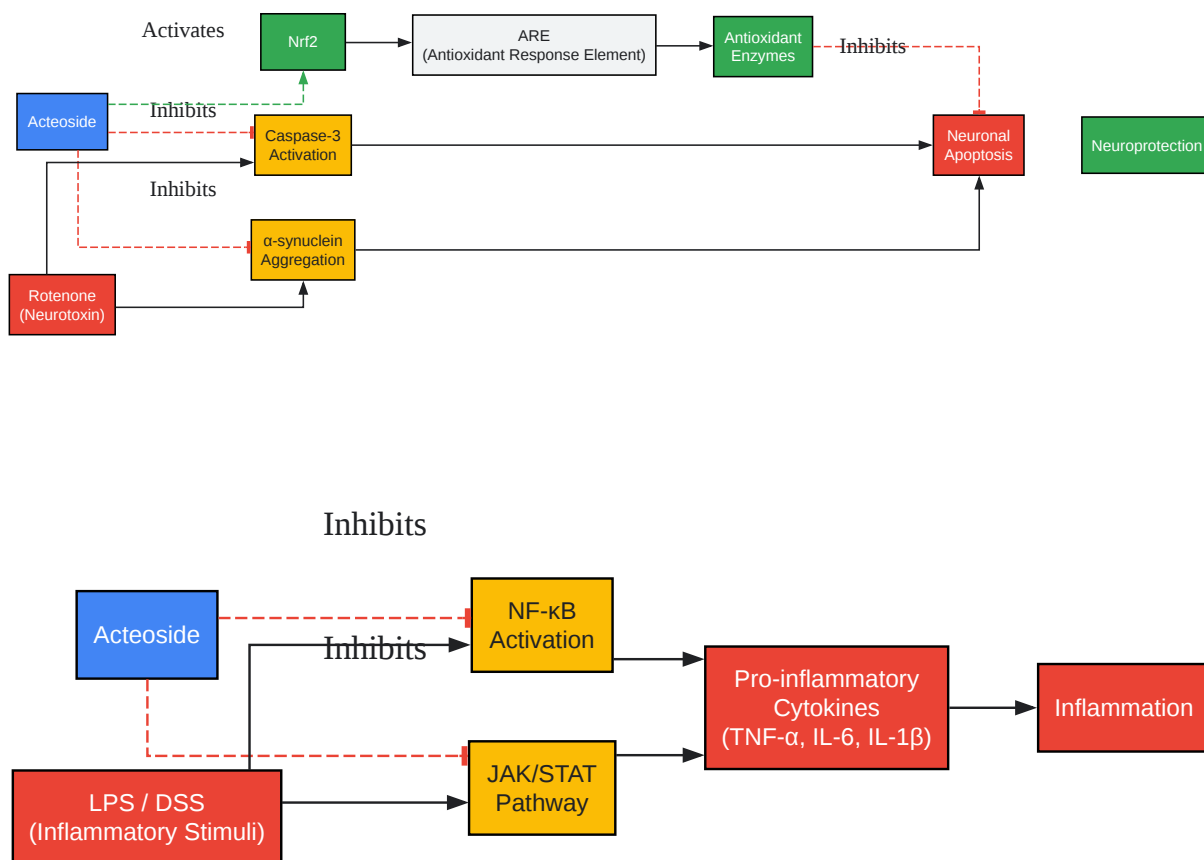 Activates
Nrf2
ARE
(Antioxidant Response Element)
Antioxidant
Enzymes
Inhibits
Acteoside
Inhibits
Caspase-3
Activation
Neuronal
Apoptosis
Neuroprotection
Inhibits
α-synuclein
Aggregation
Rotenone
(Neurotoxin)
Inhibits
Acteoside
NF-κB
Activation
Inhibits
Pro-inflammatory
Cytokines
(TNF-α, IL-6, IL-1β)
Inflammation
JAK/STAT
Pathway
LPS / DSS
(Inflammatory Stimuli)